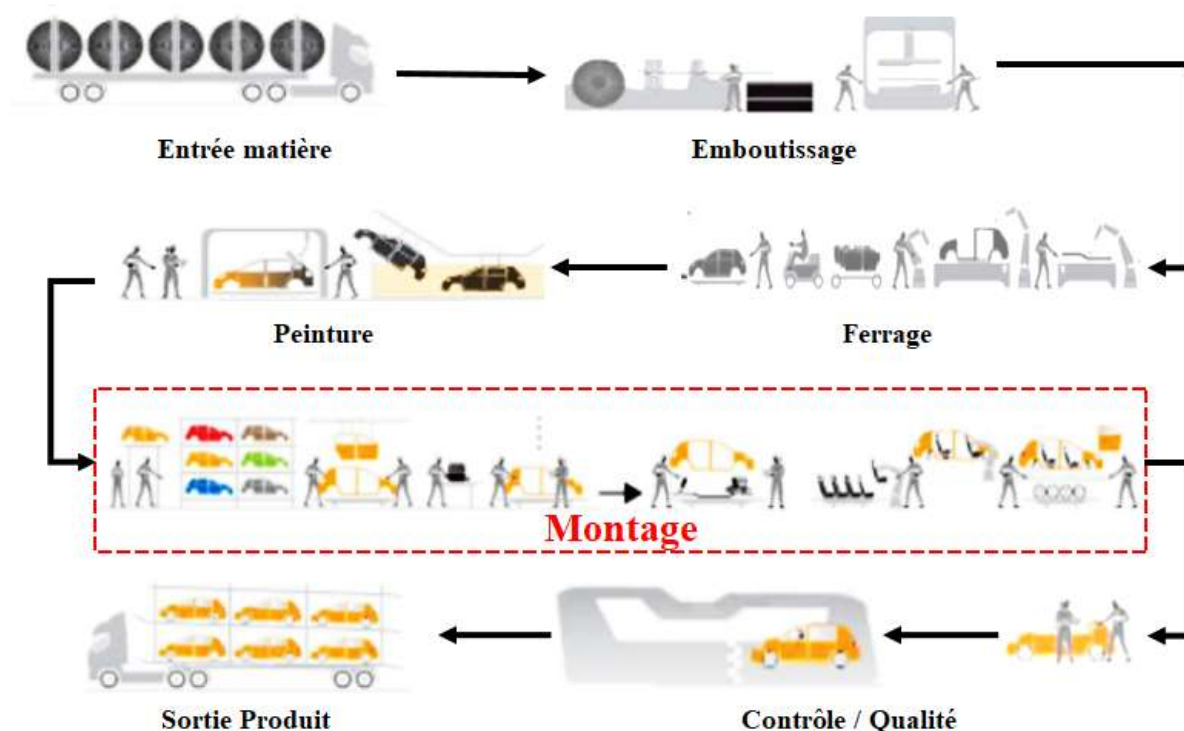 Entrée matière
Emboutissage
Peinture
Ferrage
Montage
Sortie Produit
Contrôle / Qualité